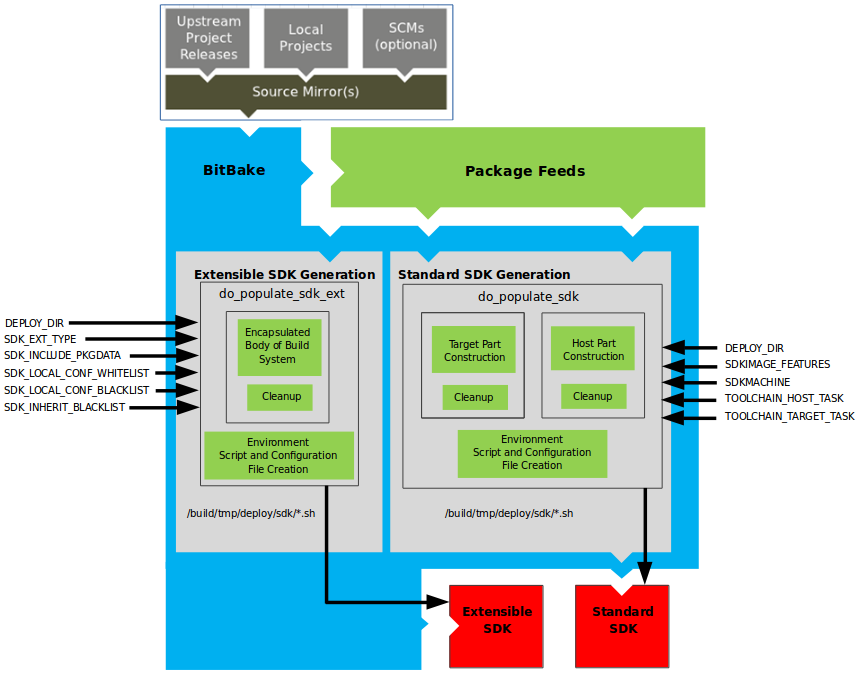 Upstream
Project
Releases
Local
Projects
SCMs
(optional)
Source Mirror(s)
BitBake
Package Feeds
Extensible SDK Generation
do_populate_sdk_ext
Encapsulated
Body of Build
System
Cleanup
Environment
Script and Configuration
File Creation
/build/tmp/deploy/sdk/*.sh
Standard SDK Generation
do_populate_sdk
Target Part
Construction
Cleanup
Host Part
Construction
Cleanup
Environment
Script and Configuration
File Creation
/build/tmp/deploy/sdk/*.sh
DEPLOY_DIR
SDK_EXT_TYPE
SDK_INCLUDE_PKGDATA
SDK_LOCAL_CONF_WHITELIST
SDK_LOCAL_CONF_BLACKLIST
SDK_INHERIT_BLACKLIST
DEPLOY_DIR
SDKIMAGE_FEATURES
SDKMACHINE
TOOLCHAIN_HOST_TASK
TOOLCHAIN_TARGET_TASK
Extensible
SDK
Standard
SDK